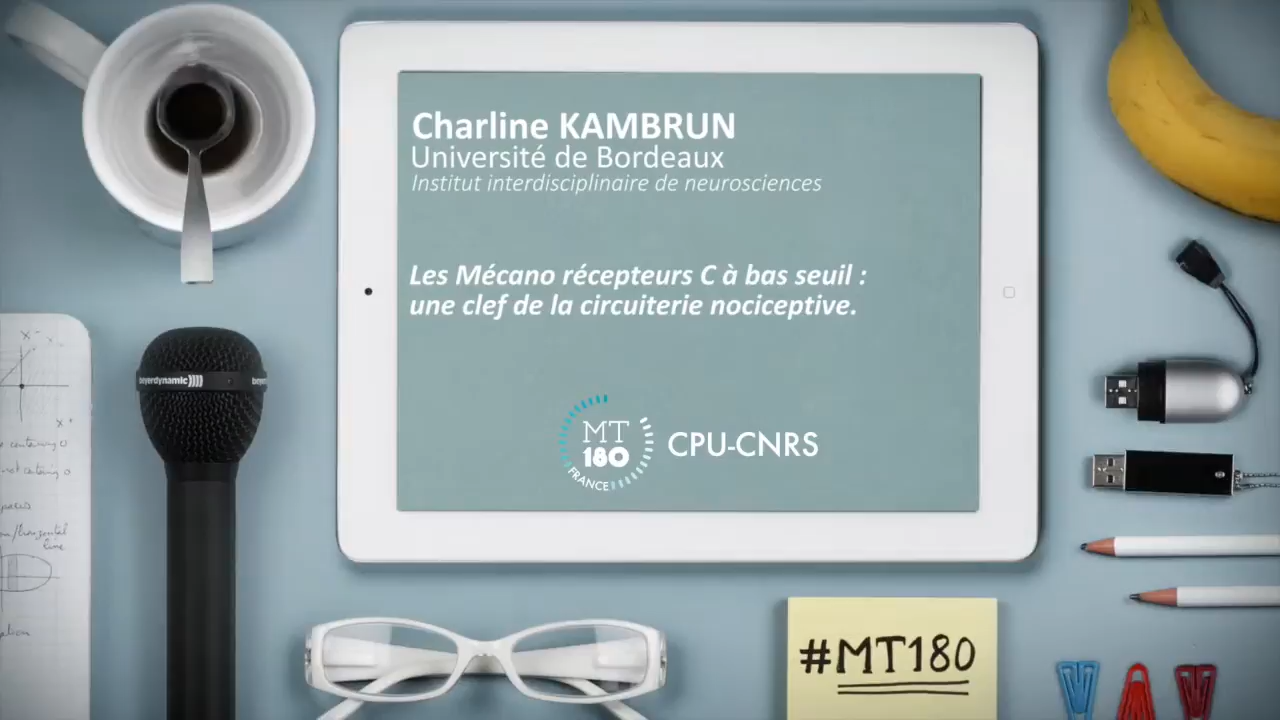 Charline KAMBRUN
Université de Bordeaux
Institut interdisciplinaire de neurosciences
Les Mécano récepteurs C à bas seuil :
une clef de la circuiterie nociceptive.
MT
180
FRANCE
CPU-CNRS
beyerdynamic
#MT180